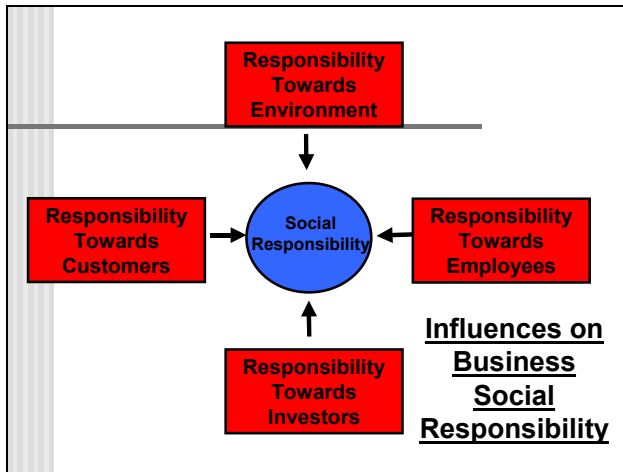 Responsibility
Towards
Environment
Responsibility
Towards
Customers
Social
Responsibility
Responsibility
Towards
Employees
Responsibility
Towards
Investors
Influences on
Business
Social
Responsibility